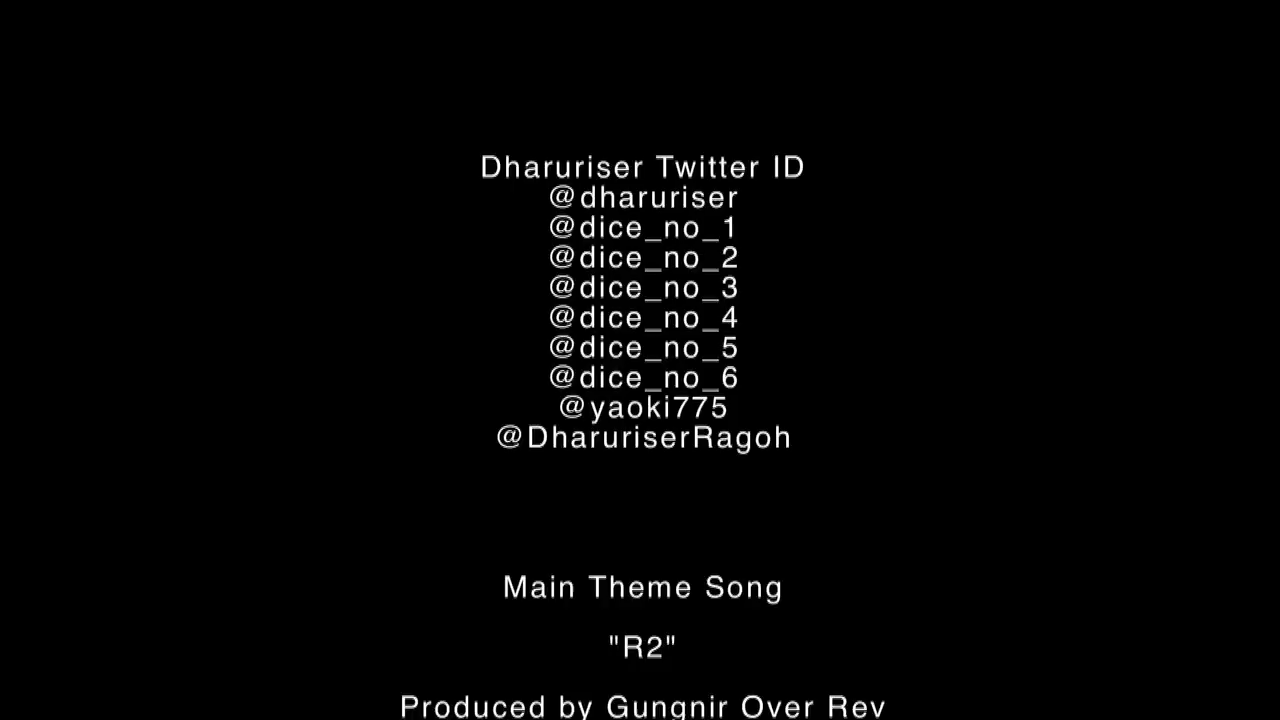 Dharuriser Twitter ID
@dharuriser
@dice_no_1
@dice_no_2
@dice_no_3
@dice_no_4
@dice_no_5
@dice_no_6
@yaoki775
@DharuriserRagoh
Main Theme Song
"R2"
Produced by Gungnir Over Rev